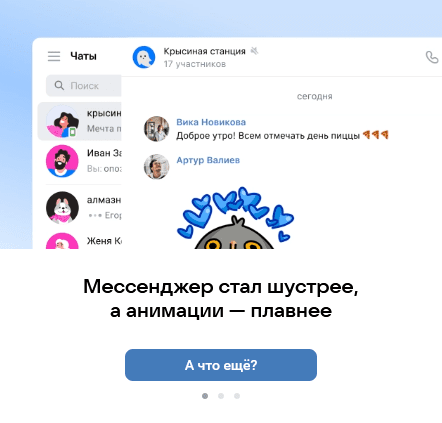 Чаты
Поиск
крысин
Мечта п
Иван За
Вы: опоз
алмазн
Егор
Женя К
Крысиная станция
17 участников
сегодня
Вика Новикова
Доброе утро! Всем отмечать день пиццы
Артур Валиев
Мессенджер стал шустрее,
а анимации — плавнее
А что ещё?